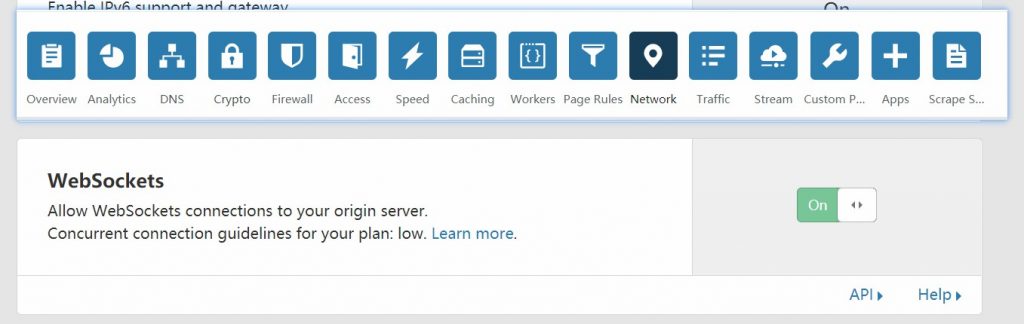 Enable IPv6 support and gateway
On
Overview Analytics DNS Crypto Firewall Access Speed Caching Workers Page Rules Network Traffic Stream Custom P... Apps Scrape S...
WebSockets
Allow WebSockets connections to your origin server.
On
Concurrent connection guidelines for your plan: low. Learn more.
API Help